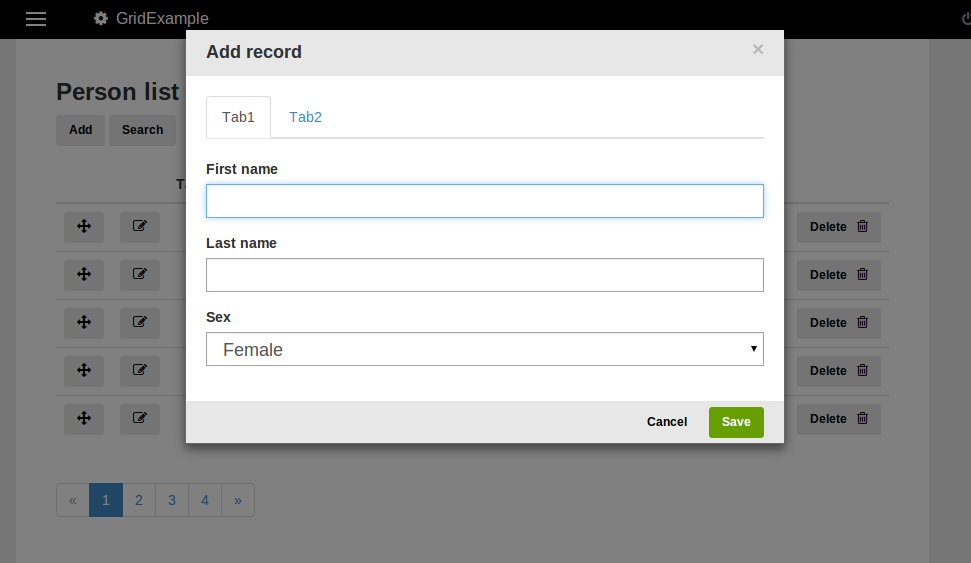 GridExample
Add record ×
Person list
Tab1 Tab2
Add Search
First name
Last name
Sex
Female
Delete
Delete
Delete
Delete
Delete
Cancel Save
« 1 2 3 4 »